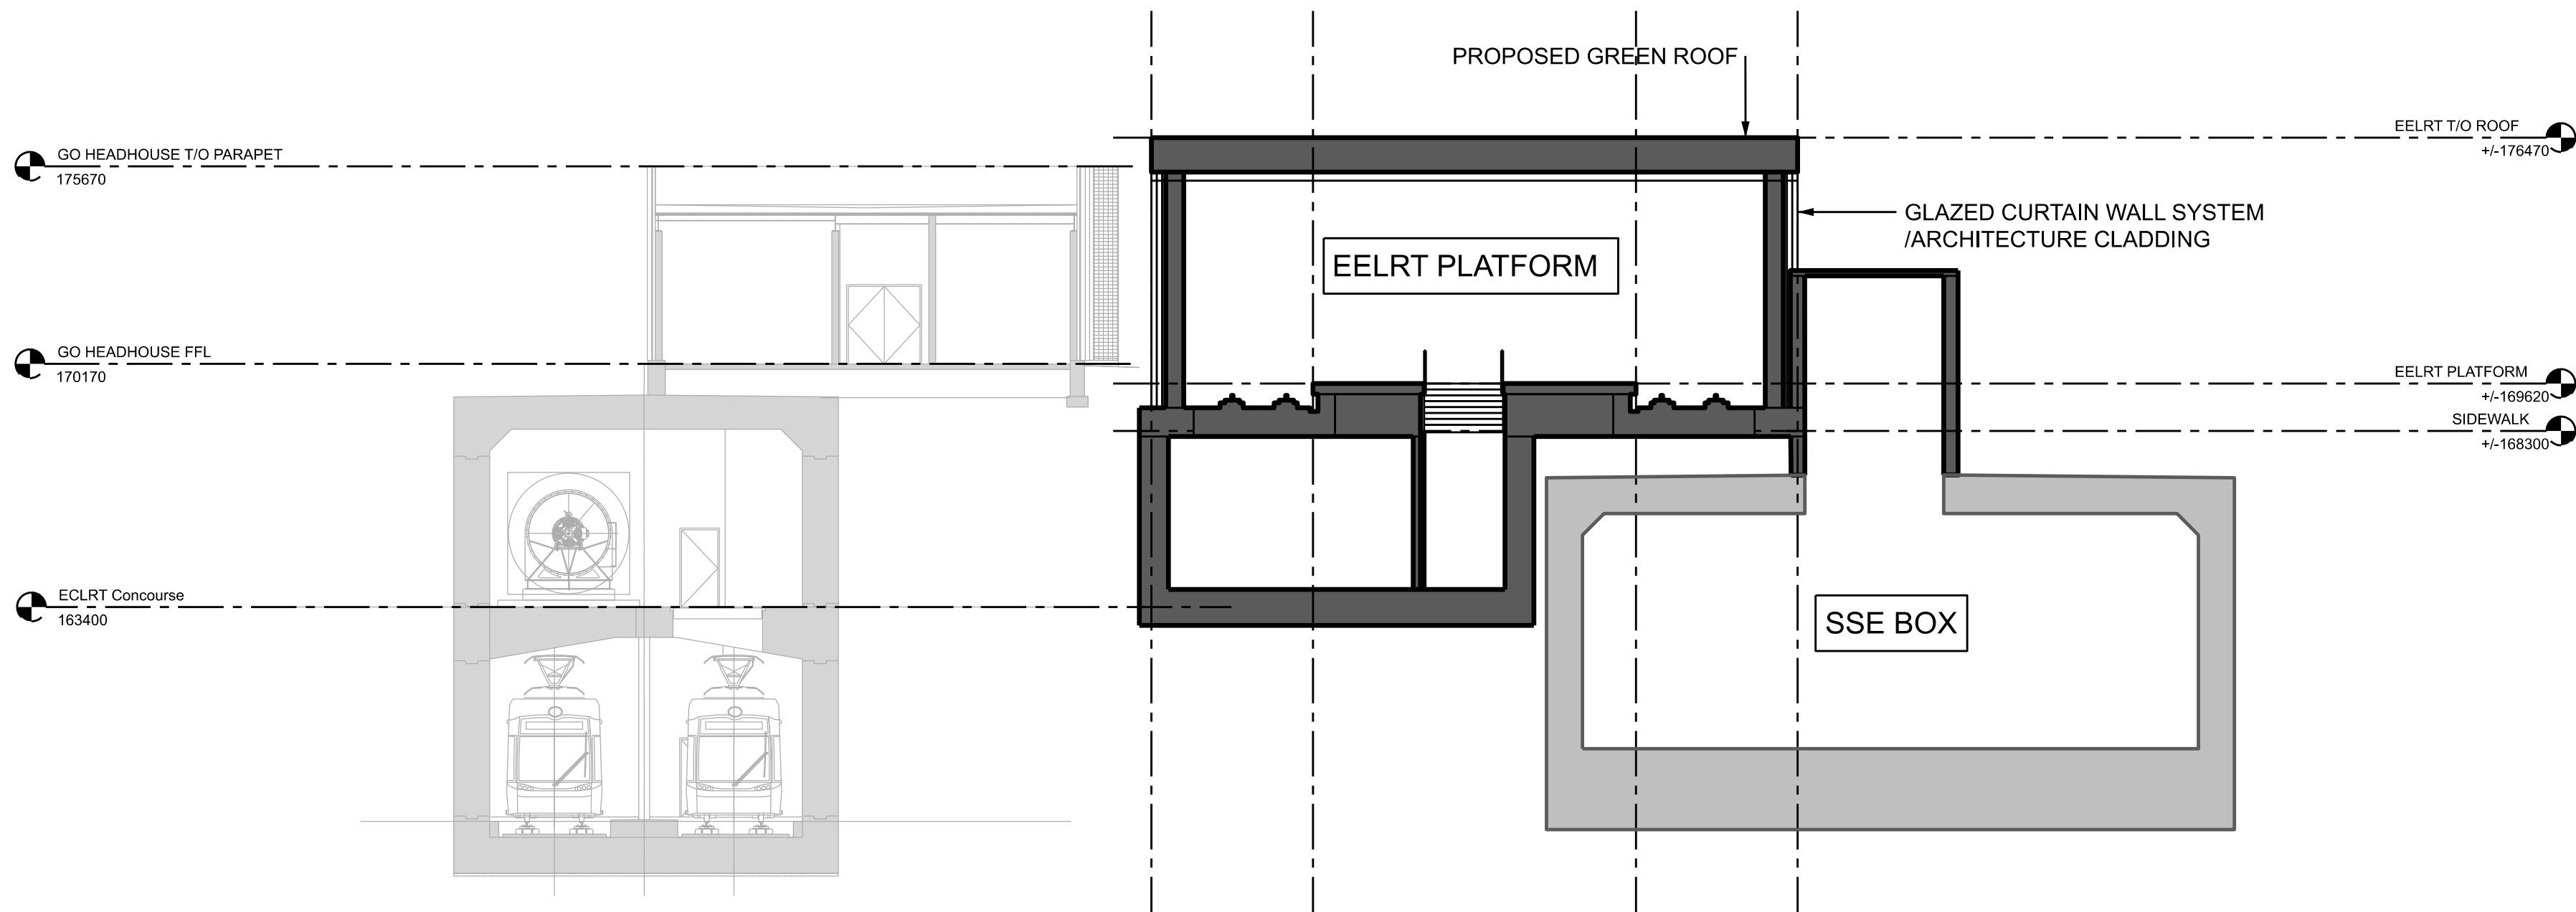 PROPOSED GREEN ROOF
GO HEADHOUSE T/O PARAPET
175670
EELRT T/O ROOF
+/-176470
GLAZED CURTAIN WALL SYSTEM
/ARCHITECTURE CLADDING
EELRT PLATFORM
GO HEADHOUSE FFL
170170
EELRT PLATFORM
+/-169620
SIDEWALK
+/-168300
ECLRT Concourse
163400
SSE BOX